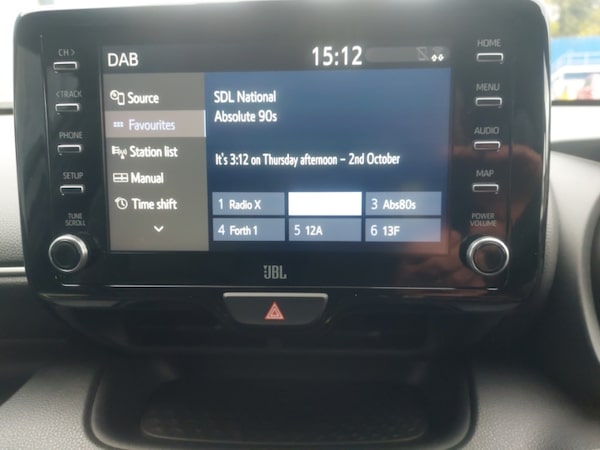 DAB
15:12
CH >
< TRACK
PHONE
SETUP
TUNE
SCROLL
Source
Favourites
Station list
Manual
Time shift
SDL National
Absolute 90s
It's 3:12 on Thursday afternoon – 2nd October
1 Radio X
3 Abs80s
4 Forth 1
5 12A
6 13F
HOME
MENU
AUDIO
MAP
POWER
VOLUME
JBL